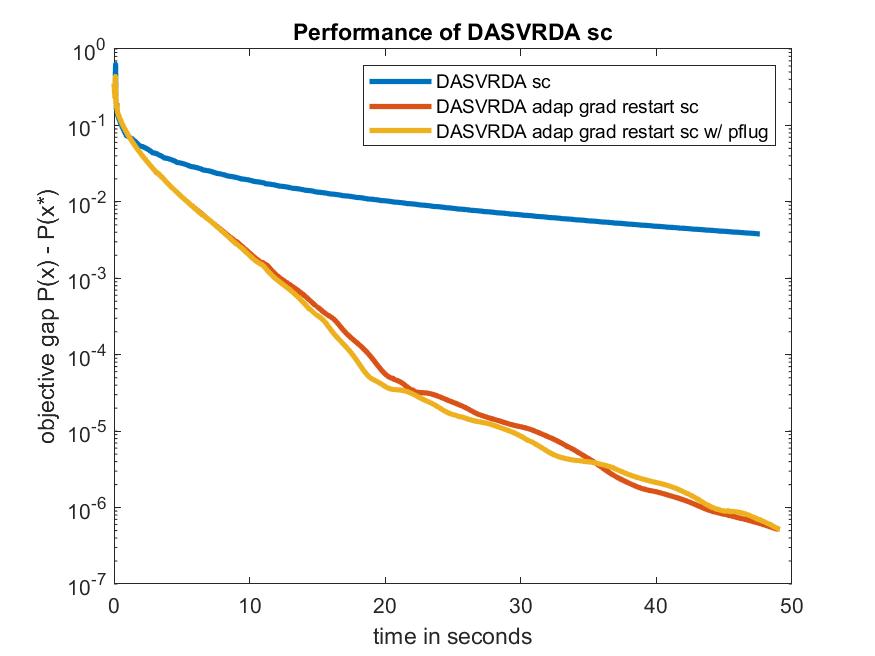 Performance of DASVRDA sc
DASVRDA sc
DASVRDA adap grad restart sc
DASVRDA adap grad restart sc w/ pflug
objective gap P(x) - P(x*)
10^0
10^-1
10^-2
10^-3
10^-4
10^-5
10^-6
10^-7
0 10 20 30 40 50
time in seconds